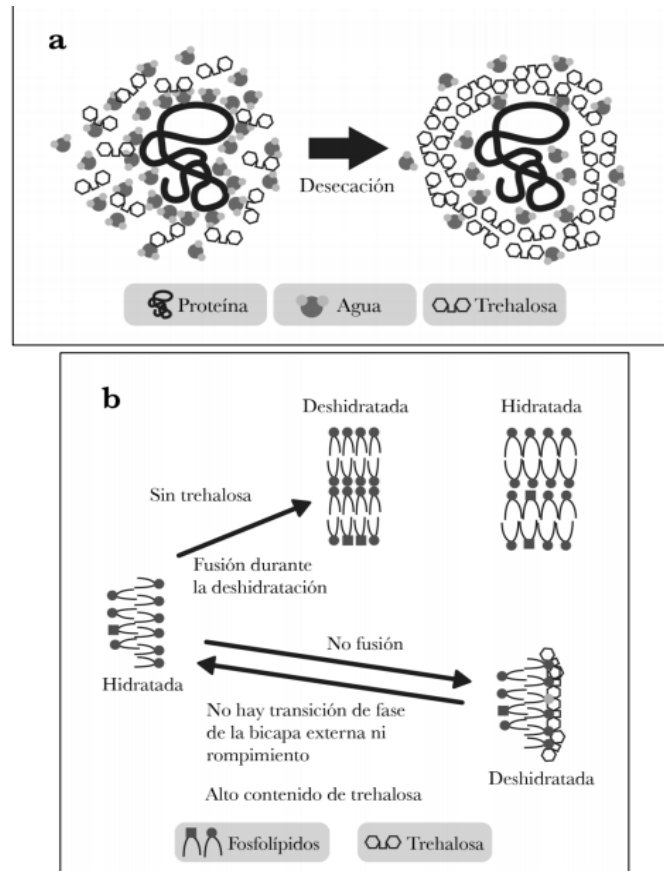 a
Desecación
Proteína
Agua
Trehalosa
b
Deshidratada
Hidratada
Sin trehalosa
Fusión durante
la deshidratación
No fusión
Hidratada
No hay transición de fase
de la bicapa externa ni
rompimiento
Deshidratada
Alto contenido de trehalosa
Fosfolípidos
Trehalosa